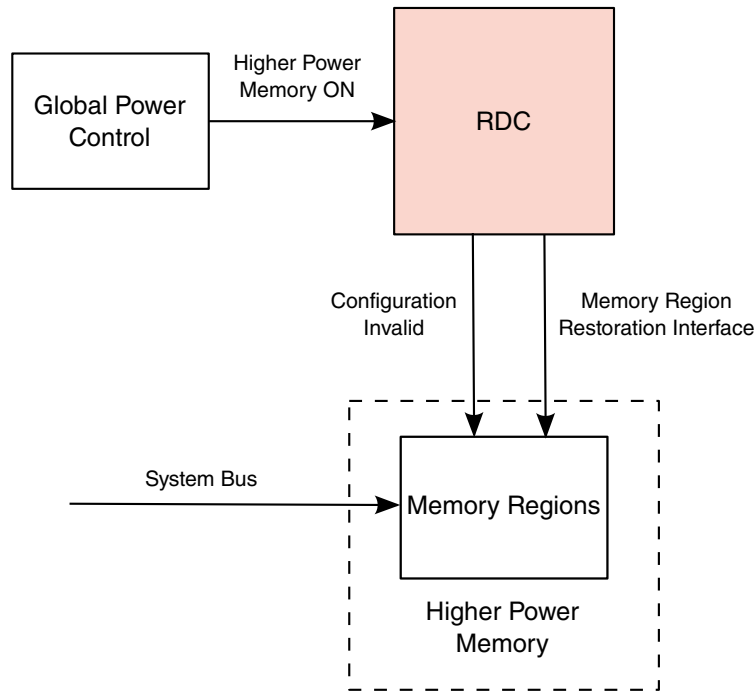 Higher Power
Memory ON
Global Power
Control
RDC
Configuration
Invalid
Memory Region
Restoration Interface
System Bus
Memory Regions
Higher Power
Memory